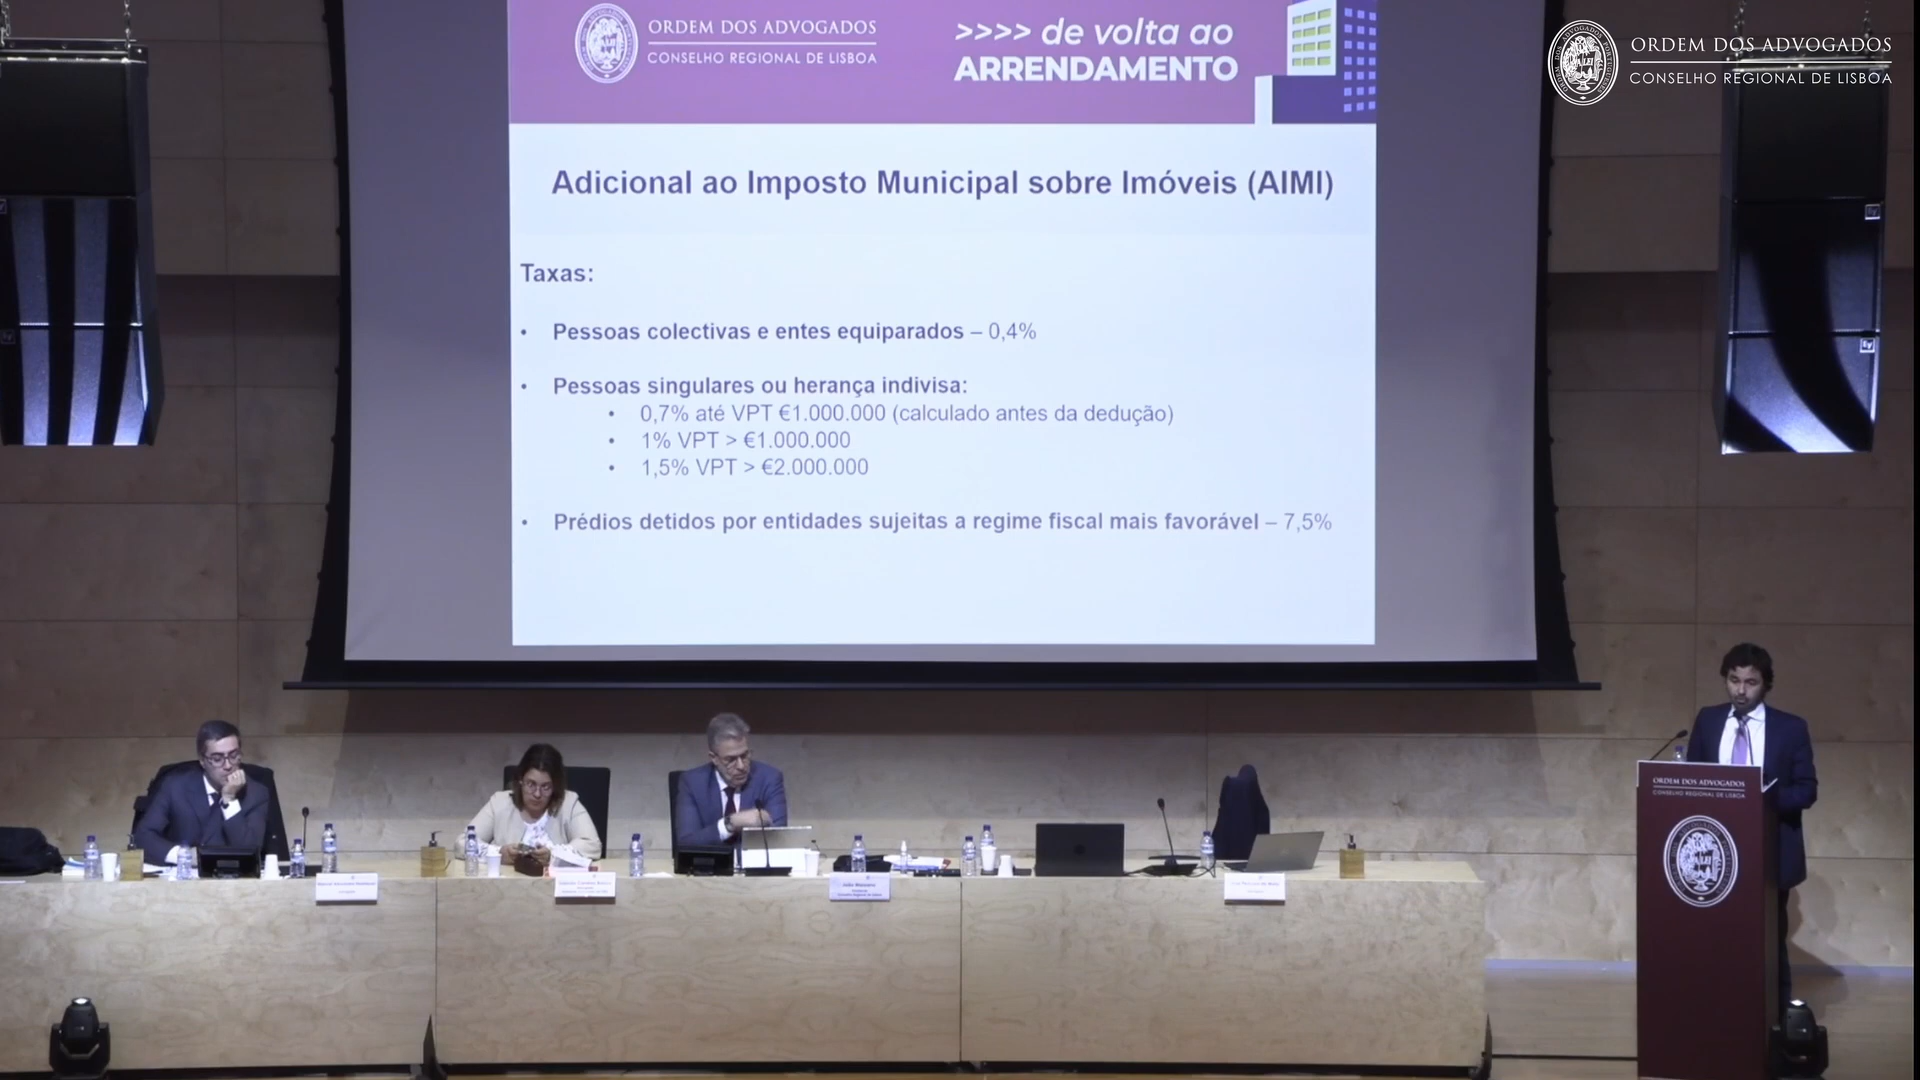 ORDEM DOS ADVOGADOS
CONSELHO REGIONAL DE LISBOA
>>>> de volta ao
ARRENDAMENTO
ORDEM DOS ADVOGADOS
CONSELHO REGIONAL DE LISBOA
Adicional ao Imposto Municipal sobre Imóveis (AIMI)
Taxas:
• Pessoas colectivas e entes equiparados – 0,4%
• Pessoas singulares ou herança indivisa:
• 0,7% até VPT €1.000.000 (calculado antes da dedução)
• 1% VPT > €1.000.000
• 1,5% VPT > €2.000.000
• Prédios detidos por entidades sujeitas a regime fiscal mais favorável – 7,5%
ORDEM DOS ADVOGADOS
CONSELHO REGIONAL DE LISBOA